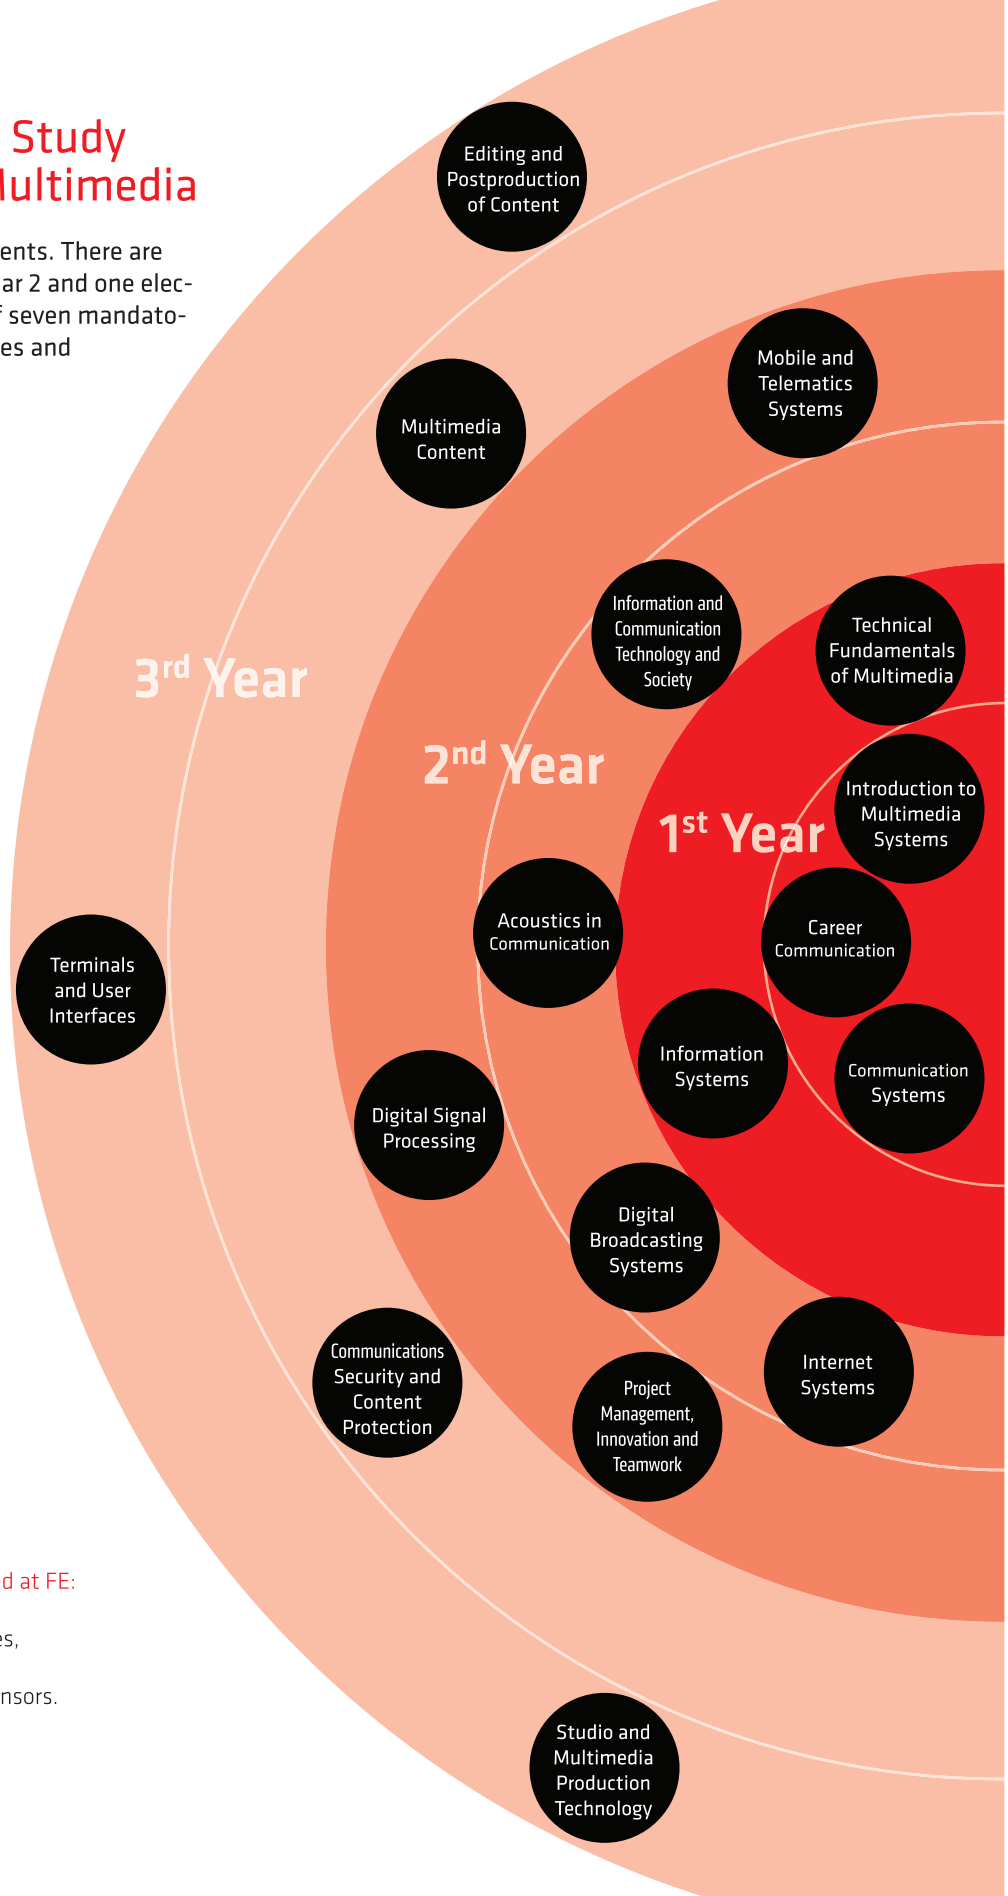 Study
ultimedia
ents. There are
ar 2 and one elec-
f seven mandato-
es and
Editing and
Postproduction
of Content
Mobile and
Telematics
Systems
Multimedia
Content
Information and
Communication
Technology and
Society
Technical
Fundamentals
of Multimedia
3rd Year
2nd Year
1st Year
Introduction to
Multimedia
Systems
Acoustics in
Communication
Career
Communication
Terminals
and User
Interfaces
Information
Systems
Communication
Systems
Digital Signal
Processing
Digital
Broadcasting
Systems
Communications
Security and
Content
Protection
Project
Management,
Innovation and
Teamwork
Internet
Systems
d at FE:
es,
nsors.
Studio and
Multimedia
Production
Technology